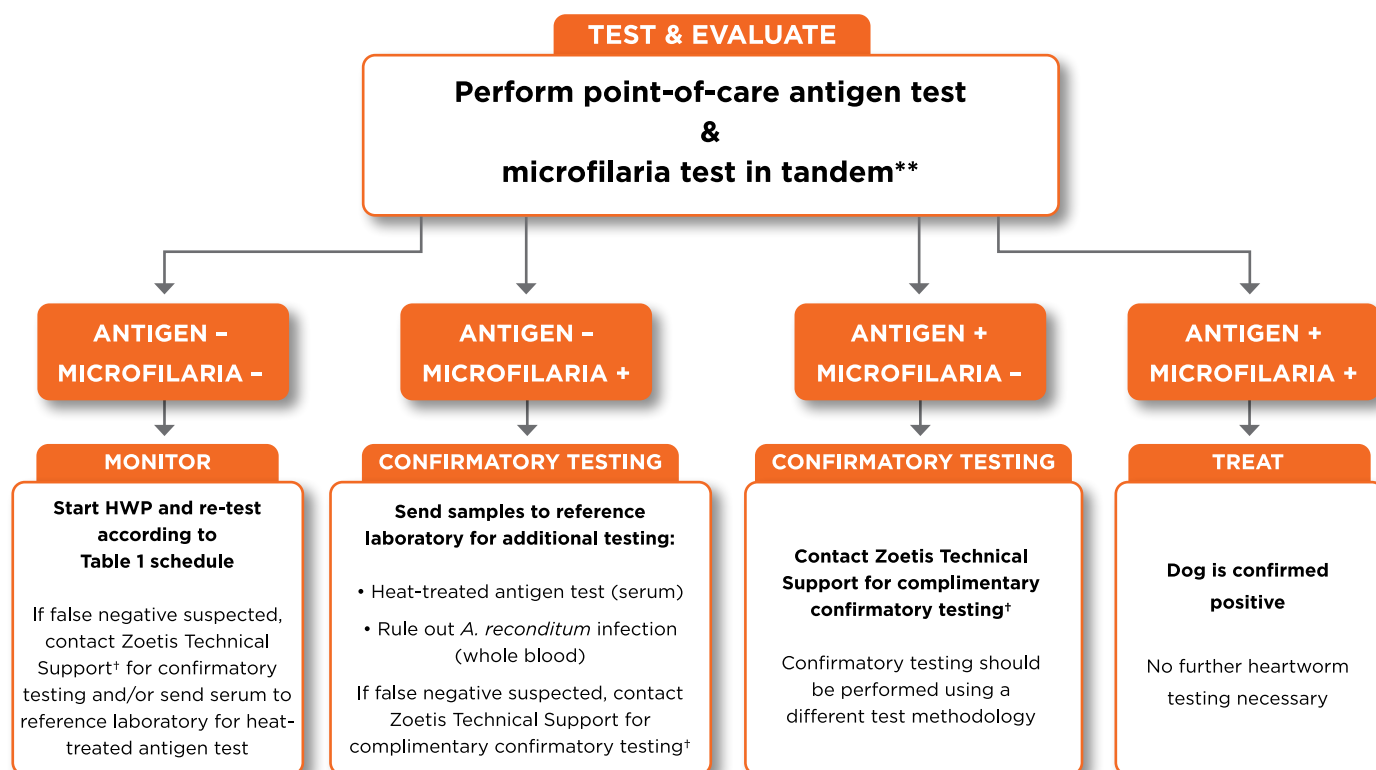 TEST & EVALUATE
Perform point-of-care antigen test
&
microfilaria test in tandem**
ANTIGEN –
MICROFILARIA –
ANTIGEN –
MICROFILARIA +
ANTIGEN +
MICROFILARIA –
ANTIGEN +
MICROFILARIA +
MONITOR
Start HWP and re-test
according to
Table 1 schedule
If false negative suspected,
contact Zoetis Technical
Support† for confirmatory
testing and/or send serum to
reference laboratory for heat-
treated antigen test
CONFIRMATORY TESTING
Send samples to reference
laboratory for additional testing:
• Heat-treated antigen test (serum)
• Rule out A. reconditum infection
(whole blood)
If false negative suspected, contact
Zoetis Technical Support for
complimentary confirmatory testing†
CONFIRMATORY TESTING
Contact Zoetis Technical
Support for complimentary
confirmatory testing†
Confirmatory testing should
be performed using a
different test methodology
TREAT
Dog is confirmed
positive
No further heartworm
testing necessary